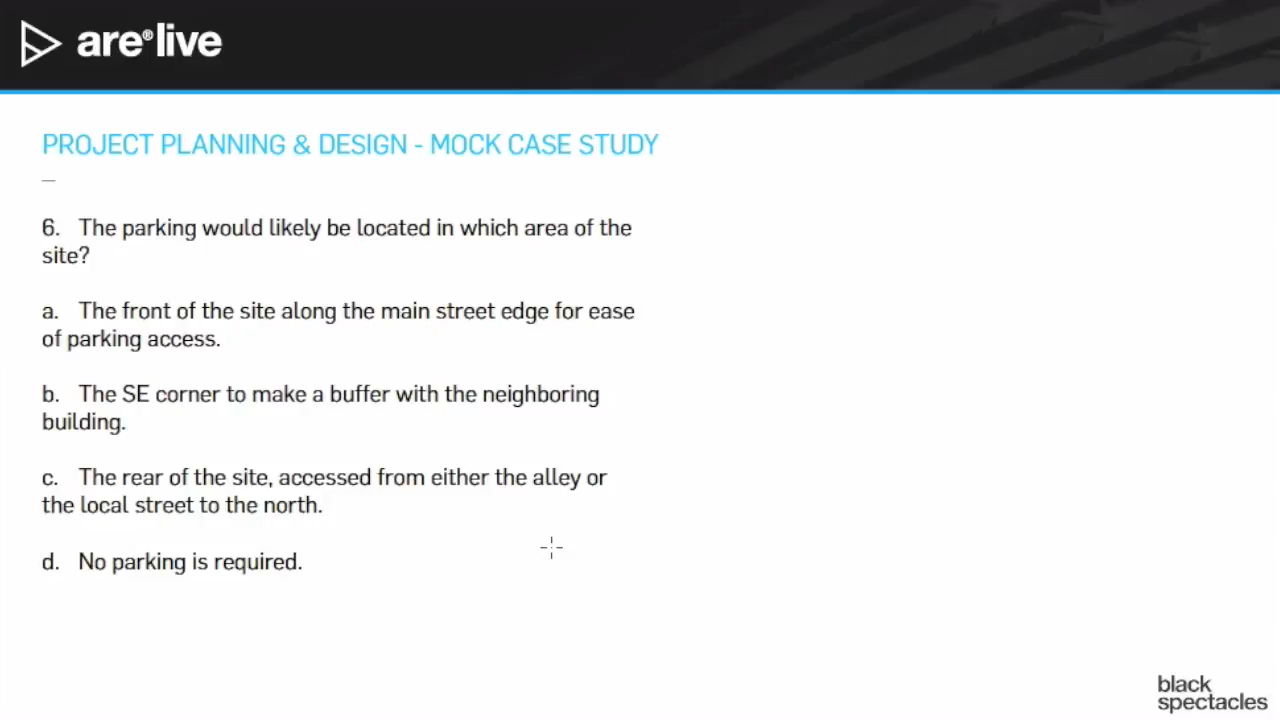 are®live
PROJECT PLANNING & DESIGN - MOCK CASE STUDY
6. The parking would likely be located in which area of the
site?
a. The front of the site along the main street edge for ease
of parking access.
b. The SE corner to make a buffer with the neighboring
building.
c. The rear of the site, accessed from either the alley or
the local street to the north.
d. No parking is required.
black
spectacles